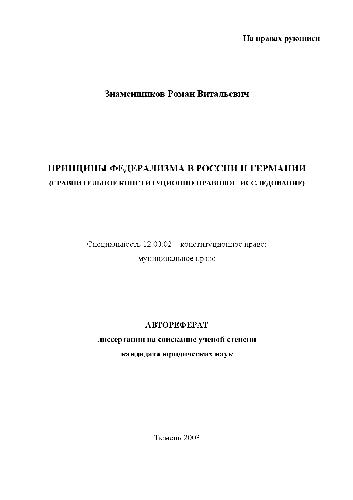 На правах рукописи
Знаменщиков Роман Витальевич
ПРИНЦИПЫ ФЕДЕРАЛИЗМА В РОССИИ И ГЕРМАНИИ
(СРАВНИТЕЛЬНОЕ КОНСТИТУЦИОННО-ПРАВОВОЕ ИССЛЕДОВАНИЕ)
Специальность 12.00.02 – конституционное право;
муниципальное право
АВТОРЕФЕРАТ
диссертации на соискание ученой степени
кандидата юридических наук
Тюмень